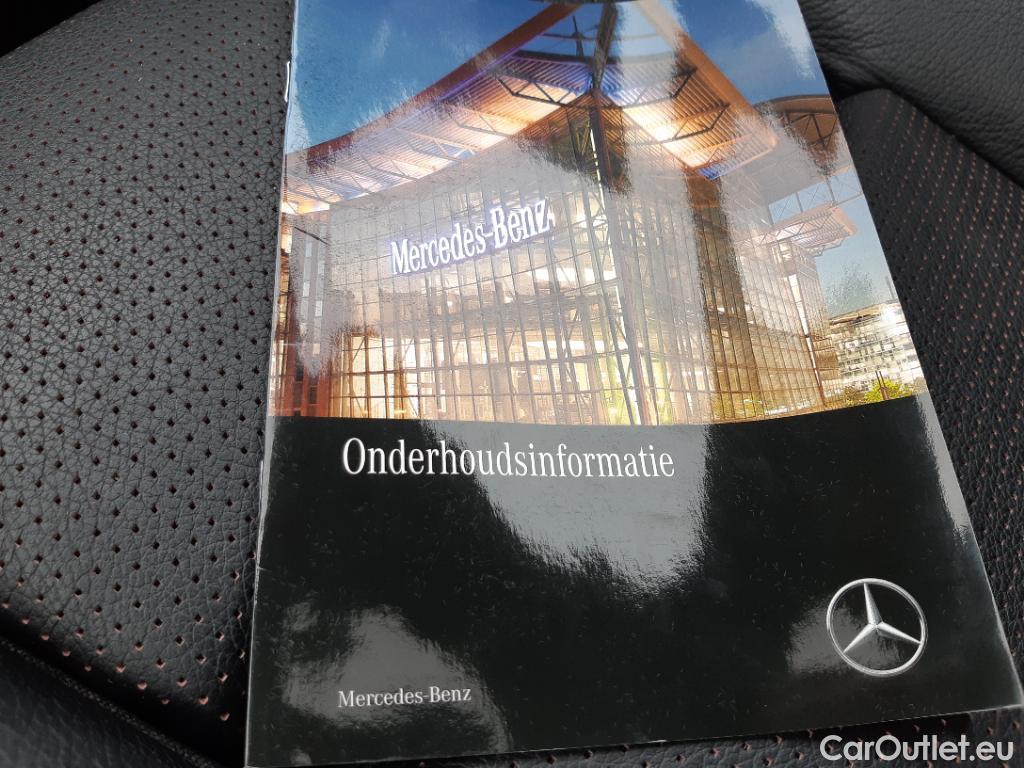 Mercedes-Benz
Onderhoudsinformatie
Mercedes-Benz
CarOutlet.eu